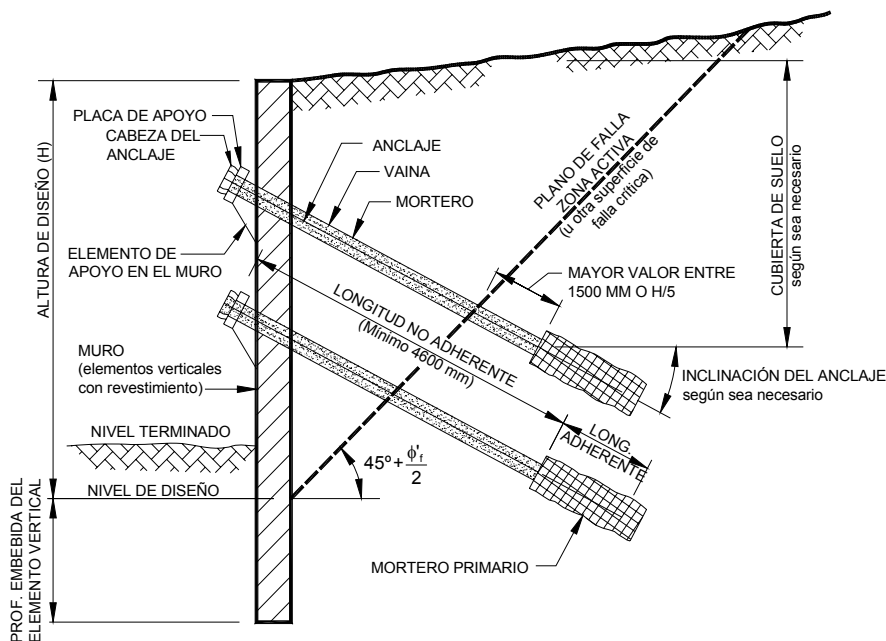 ALTURA DE DISEÑO (H)
PLACA DE APOYO
CABEZA DEL
ANCLAJE
ANCLAJE
VAINA
MORTERO
ELEMENTO DE
APOYO EN EL MURO
MURO
(elementos verticales
con revestimiento)
NIVEL TERMINADO
NIVEL DE DISEÑO
PROF. EMBEBIDA DEL
ELEMENTO VERTICAL
LONGITUD NO ADHERENTE
(Mínimo 4600 mm)
PLANO DE FALLA
ZONA ACTIVA
(u otra superficie de
falla crítica)
MAYOR VALOR ENTRE
1500 MM O H/5
CUBIERTA DE SUELO
según sea necesario
INCLINACIÓN DEL ANCLAJE
según sea necesario
LONG.
ADHERENTE
45º+ϕ'f/2
MORTERO PRIMARIO